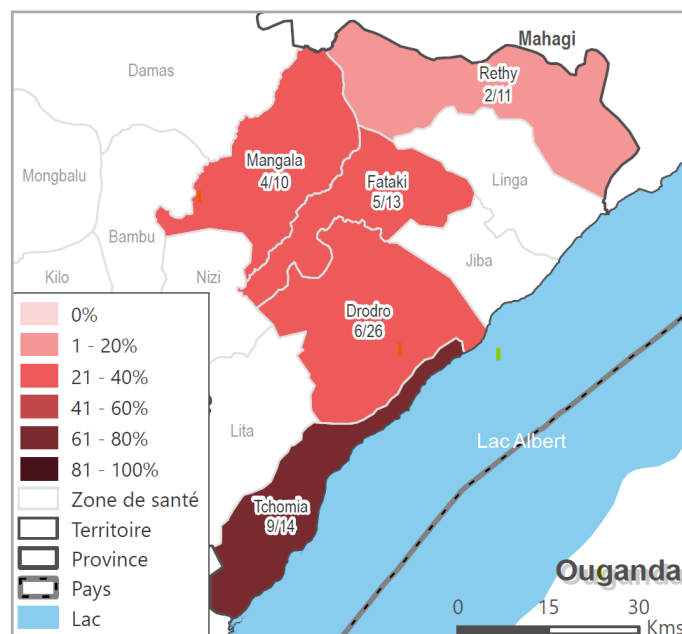 Mahagi
Damas
Rethy
2/11
Mongbalu
Mangala
4/10
Fataki
5/13
Linga
Bambu
Kilo
Nizi
Jiba
Drodro
6/26
0%
1 - 20%
21 - 40%
41 - 60%
61 - 80%
81 - 100%
Zone de santé
Territoire
Province
Pays
Lac
Lita
Lac Albert
Tchomia
9/14
Ouganda
0 15 30
Kms